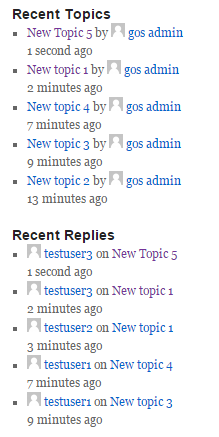 Recent Topics
New Topic 5 by gos admin
1 second ago
New topic 1 by gos admin
2 minutes ago
New topic 4 by gos admin
7 minutes ago
New topic 3 by gos admin
9 minutes ago
New topic 2 by gos admin
13 minutes ago
Recent Replies
testuser3 on New Topic 5
1 second ago
testuser3 on New topic 1
2 minutes ago
testuser2 on New topic 1
3 minutes ago
testuser1 on New topic 4
7 minutes ago
testuser1 on New topic 3
9 minutes ago